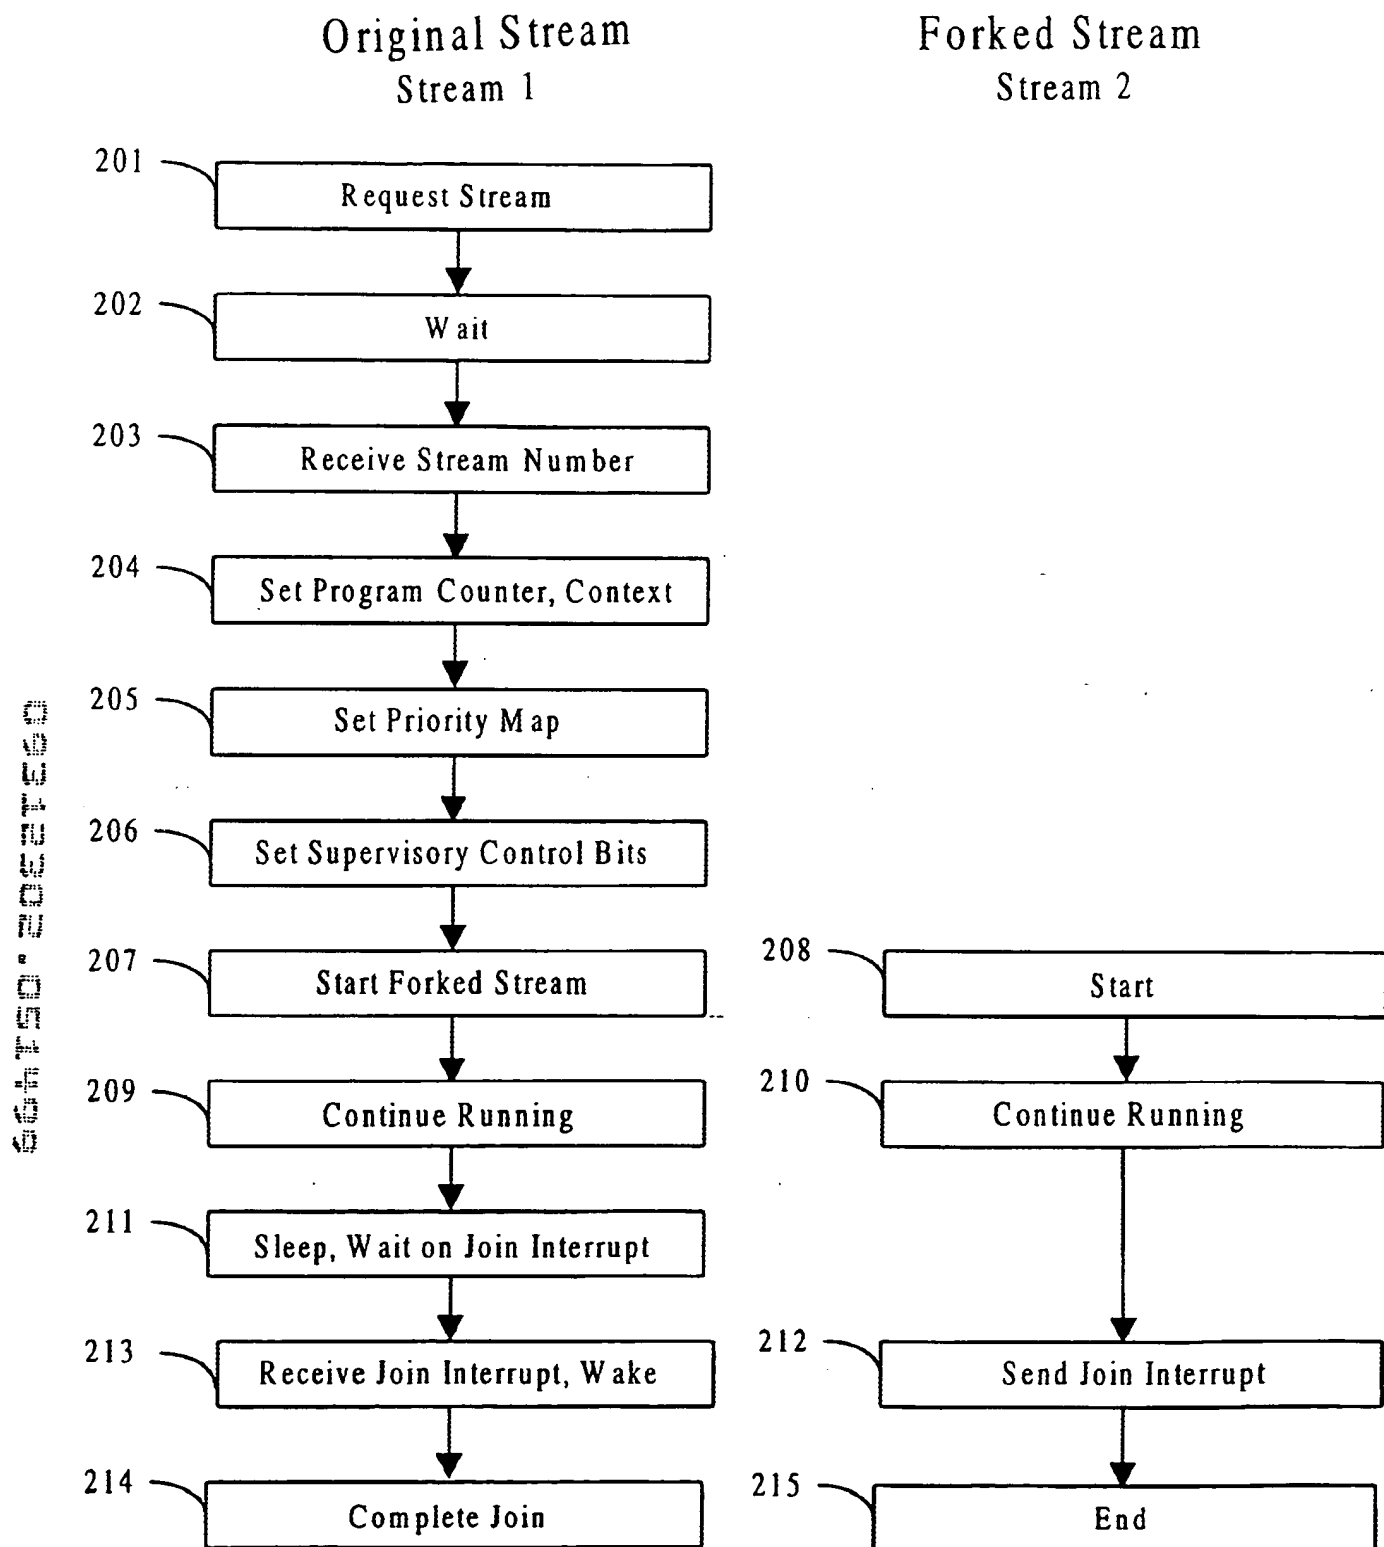 Original Stream
Stream 1
Forked Stream
Stream 2
201
Request Stream
202
Wait
203
Receive Stream Number
204
Set Program Counter, Context
205
Set Priority Map
206
Set Supervisory Control Bits
207
Start Forked Stream
208
Start
209
Continue Running
210
Continue Running
211
Sleep, Wait on Join Interrupt
213
Receive Join Interrupt, Wake
212
Send Join Interrupt
214
Complete Join
215
End